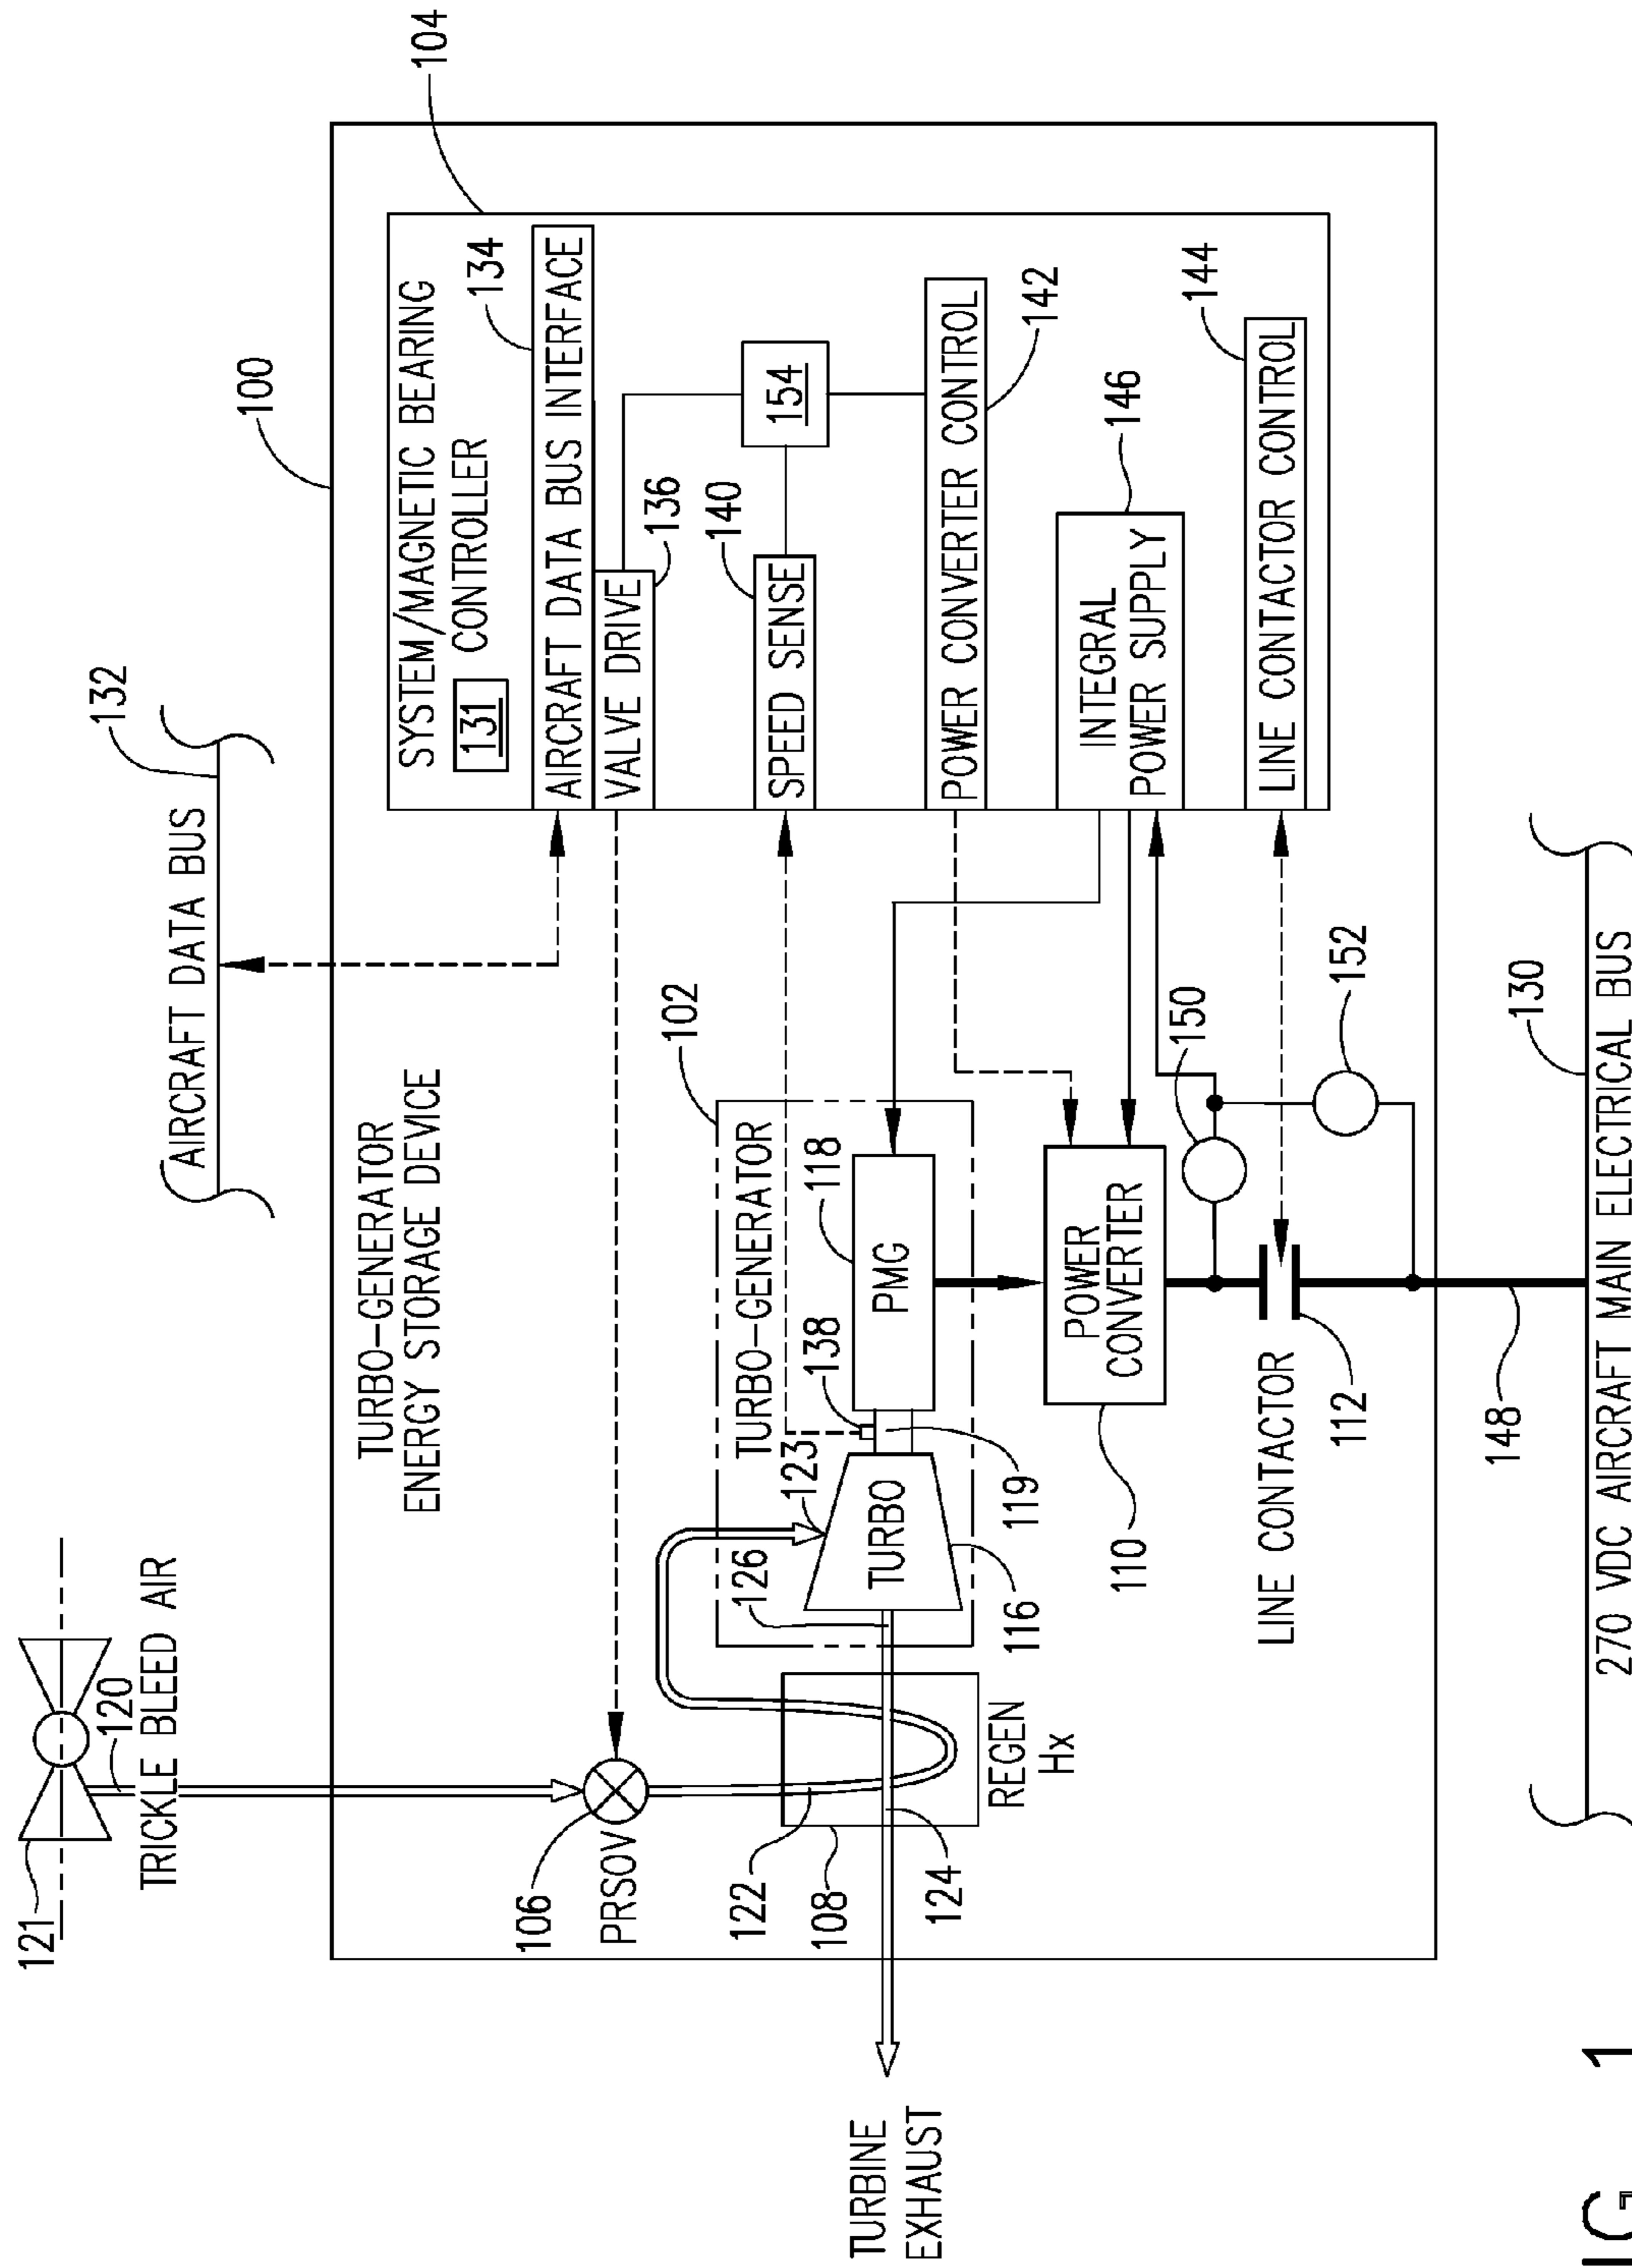 121
120
TRICKLE BLEED AIR
AIRCRAFT DATA BUS
132
100
104
TURBO-GENERATOR
ENERGY STORAGE DEVICE
SYSTEM/MAGNETIC BEARING
CONTROLLER
131
134
AIRCRAFT DATA BUS INTERFACE
VALVE DRIVE
136
106
PRSOV
140
SPEED SENSE
154
102
TURBO-GENERATOR
122
108
126
123
138
118
TURBO
PMG
124
116
119
REGEN
Hx
TURBINE
EXHAUST
POWER CONVERTER CONTROL
142
POWER
CONVERTER
110
INTEGRAL
POWER SUPPLY
146
150
152
LINE CONTACTOR
112
LINE CONTACTOR CONTROL
144
148
130
270 VDC AIRCRAFT MAIN ELECTRICAL BUS